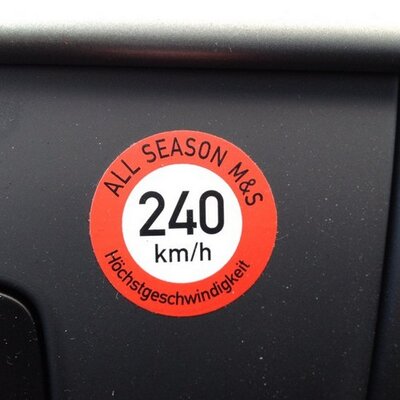 ALL SEASON M&S
240
km/h
Höchstgeschwindigkeit